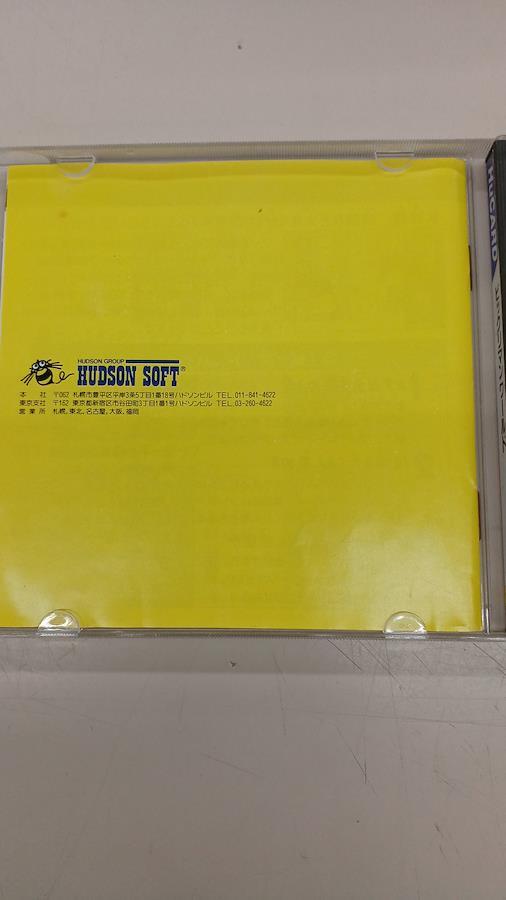 HUDSON GROUP
HUDSON SOFT®
本 社 〒062 札幌市豊平区平岸3条5丁目1番18号ハドソンビル TEL.011-841-4622
東京支社 〒162 東京都新宿区市谷田町3丁目1番1号ハドソンビル TEL.03-260-4622
営業所 札幌,東北,名古屋,大阪,福岡
HuCARD